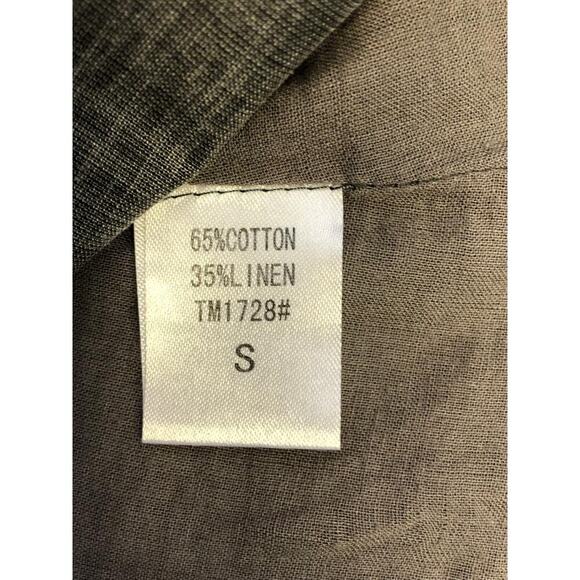 65%COTTON
35%LINEN
TM1728#
S